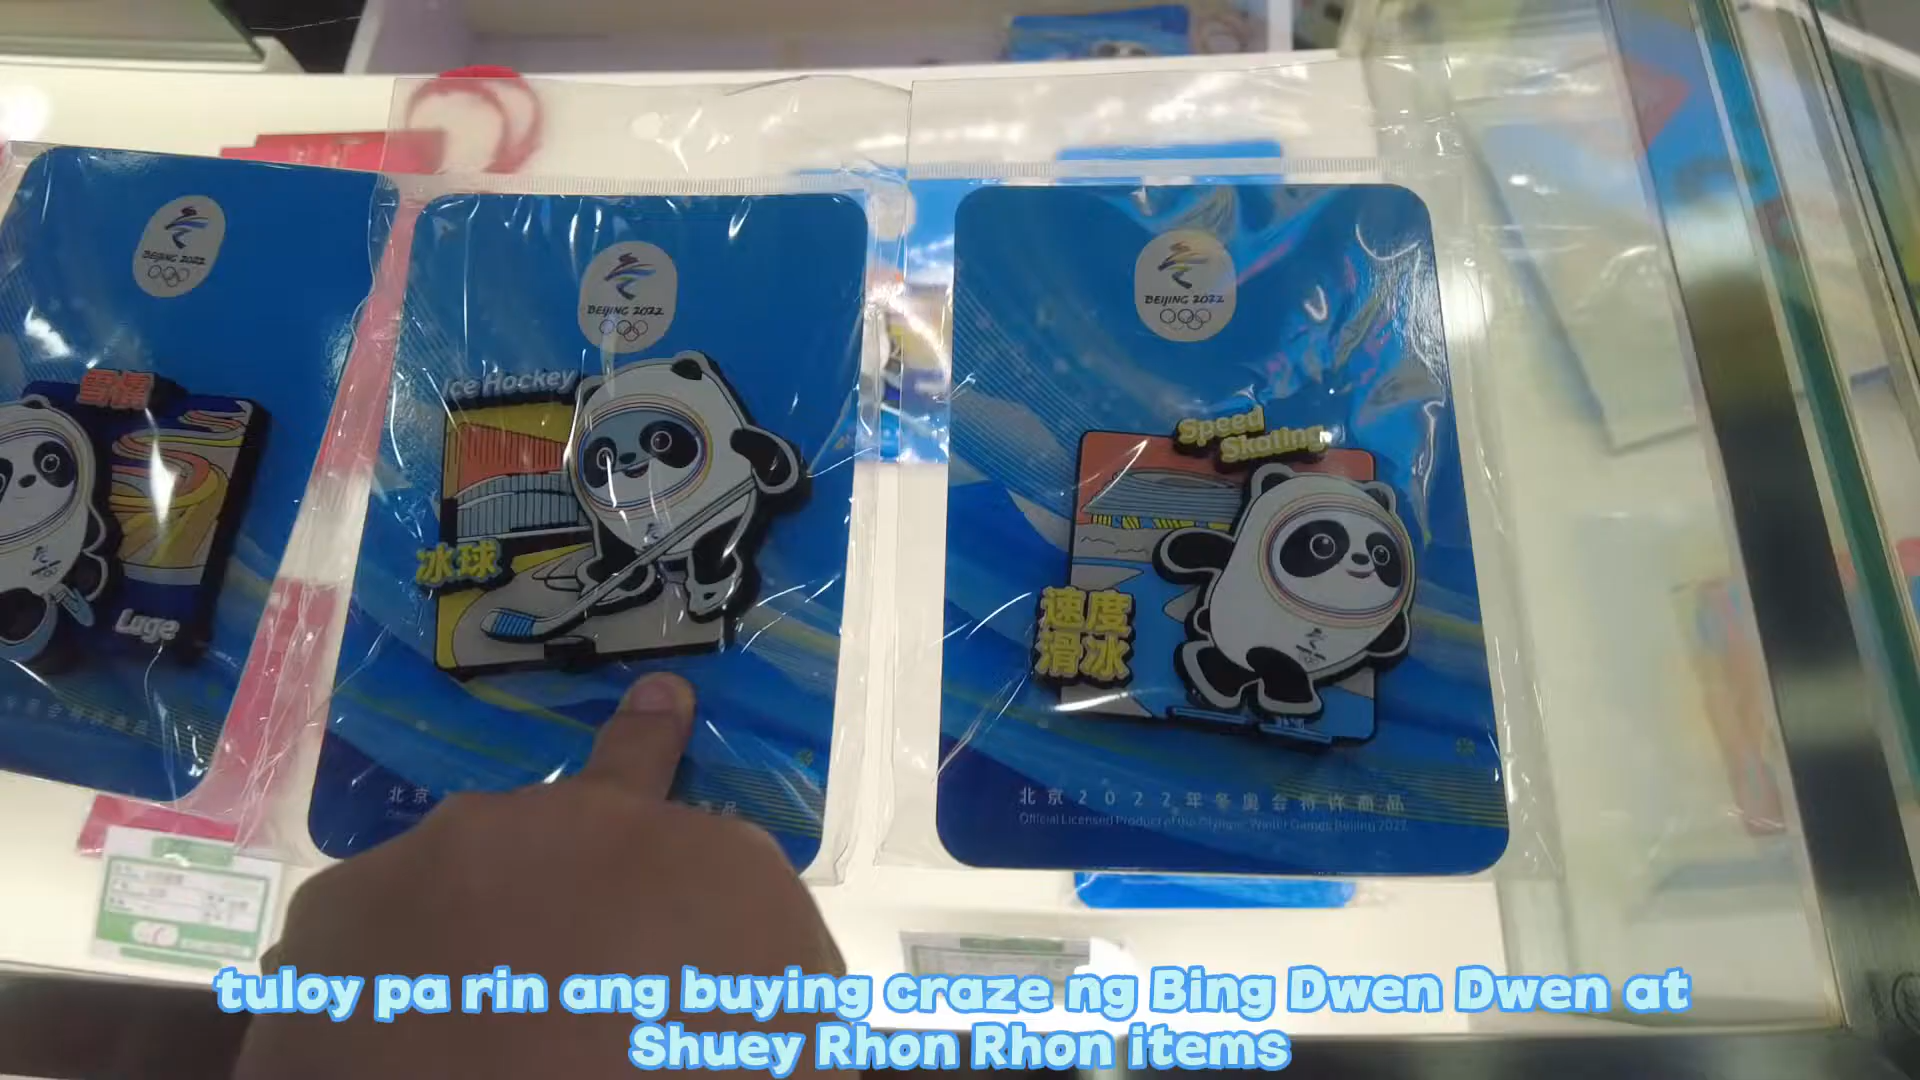 BEIJING 2022
雪橇
Luge
BEIJING 2022
Ice Hockey
冰球
北京
BEIJING 2022
Speed
Skating
速度
滑冰
北京2022年冬奥会特许商品
Official Licensed Product of the Olympic Winter Games Beijing 2022
tuloy pa rin ang buying craze ng Bing Dwen Dwen at
Shuey Rhon Rhon items